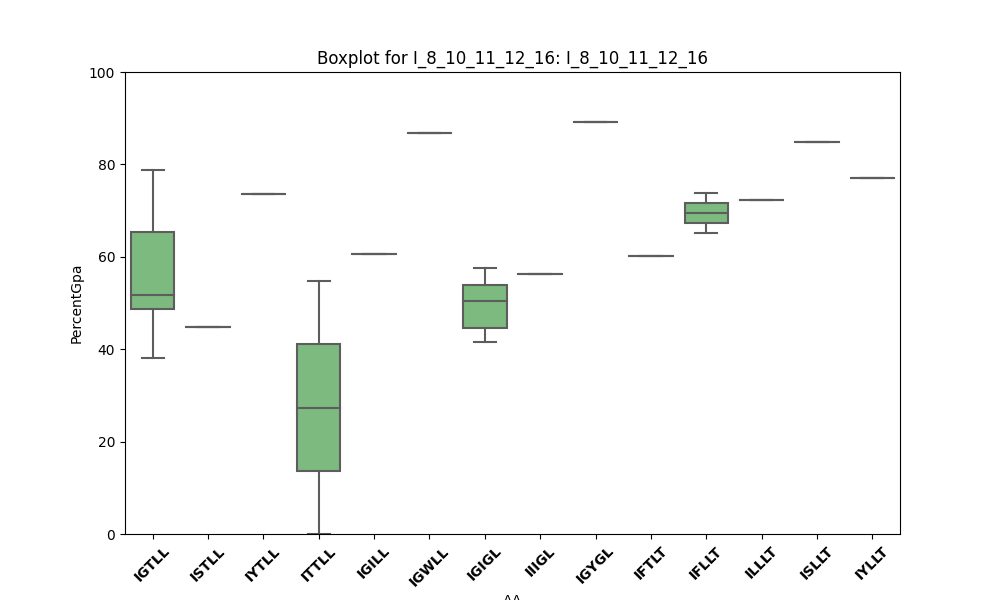 Boxplot for I_8_10_11_12_16: I_8_10_11_12_16
100
80
60
40
20
0
PercentGpa
IGTLL
ISTLL
IYTLL
ITTLL
IGILL
IGWLL
IGIGL
IIIGL
IGYGL
IFTLT
IFLLT
ILLLT
ISLLT
IYLLT